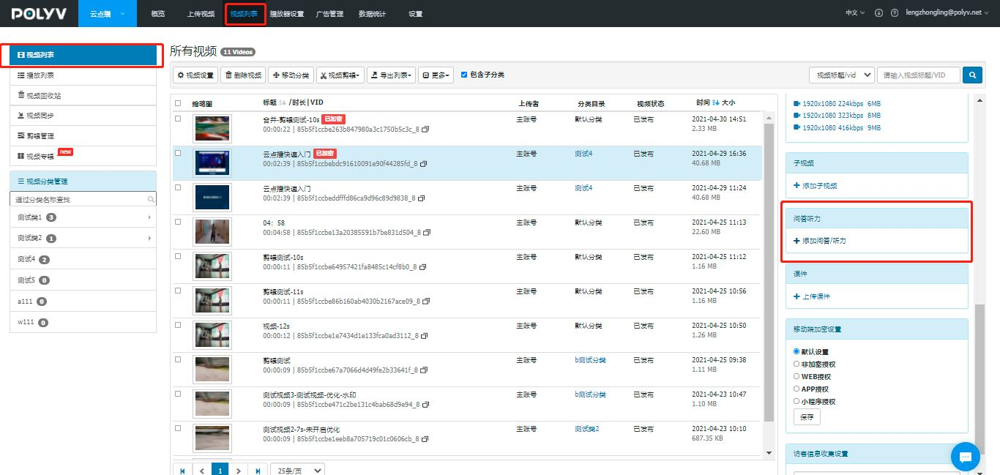 POLYV 云点播 概览 上传视频 视频列表 播放器设置 广告管理 数据统计 设置 中文 lengzhongling@polyv.net
视频列表
播放列表
视频回收站
视频同步
剪辑管理
视频专辑 new
视频分类管理
通过分类名称查找
测试类1 3
测试类2 1
测试4 2
测试5 0
a111 0
w111 0
所有视频 11 Videos
视频设置 删除视频 移动分类 视频剪辑 导出列表 更多 包含子分类 视频标题/vid 请输入视频标题/VID
缩略图 标题 /时长|VID 上传者 分类目录 视频状态 时间 大小
合并-剪辑测试-10s 已加密 主账号 默认分类 已发布 2021-04-30 14:51
00:00:22 | 85b5f1ccbe263b847980a3c1750b5c3c_8 2.33 MB
云点播快速入门 已加密 主账号 测试4 已发布 2021-04-29 16:36
00:02:39 | 85b5f1ccbebdc91610091e90f44285fd_8 40.68 MB
云点播快速入门 主账号 测试4 已发布 2021-04-29 11:24
00:02:39 | 85b5f1ccbeddfffd86ca9d96c89d9838_8 40.68 MB
04：58 主账号 默认分类 已发布 2021-04-25 11:13
00:04:58 | 85b5f1ccbe13a20385591b7be831d504_8 22.60 MB
剪辑测试-10s 主账号 默认分类 已发布 2021-04-25 11:12
00:00:11 | 85b5f1ccbe64957421fa8485c14cf8b0_8 1.16 MB
剪辑测试-11s 主账号 默认分类 已发布 2021-04-25 10:56
00:00:11 | 85b5f1ccbe86b160ab4030b2167ace09_8 1.16 MB
视频-12s 主账号 默认分类 已发布 2021-04-25 10:50
00:00:12 | 85b5f1ccbe1e7434d1e133fca0ad3112_8 1.26 MB
剪辑测试 主账号 b测试分类 已发布 2021-04-25 09:38
00:00:09 | 85b5f1ccbe67a7066d4d49fe2b33641f_8 1.11 MB
测试视频3-测试视频-优化-水印 主账号 b测试分类 已发布 2021-04-23 10:47
00:00:09 | 85b5f1ccbe471c2be131c4bab68d9e94_8 1.10 MB
测试视频2-7s-未开启优化 主账号 测试类2 已发布 2021-04-23 10:10
00:00:09 | 85b5f1ccbe1eeb8a705719c01c0606cb_8 687.35 KB
1 25条/页
1920x1080 224kbps 6MB
1920x1080 323kbps 8MB
1920x1080 416kbps 9MB
子视频
添加子视频
问答听力
添加问答/听力
课件
上传课件
移动端加密设置
默认设置
非加密授权
WEB授权
APP授权
小程序授权
保存
访客信息收集设置